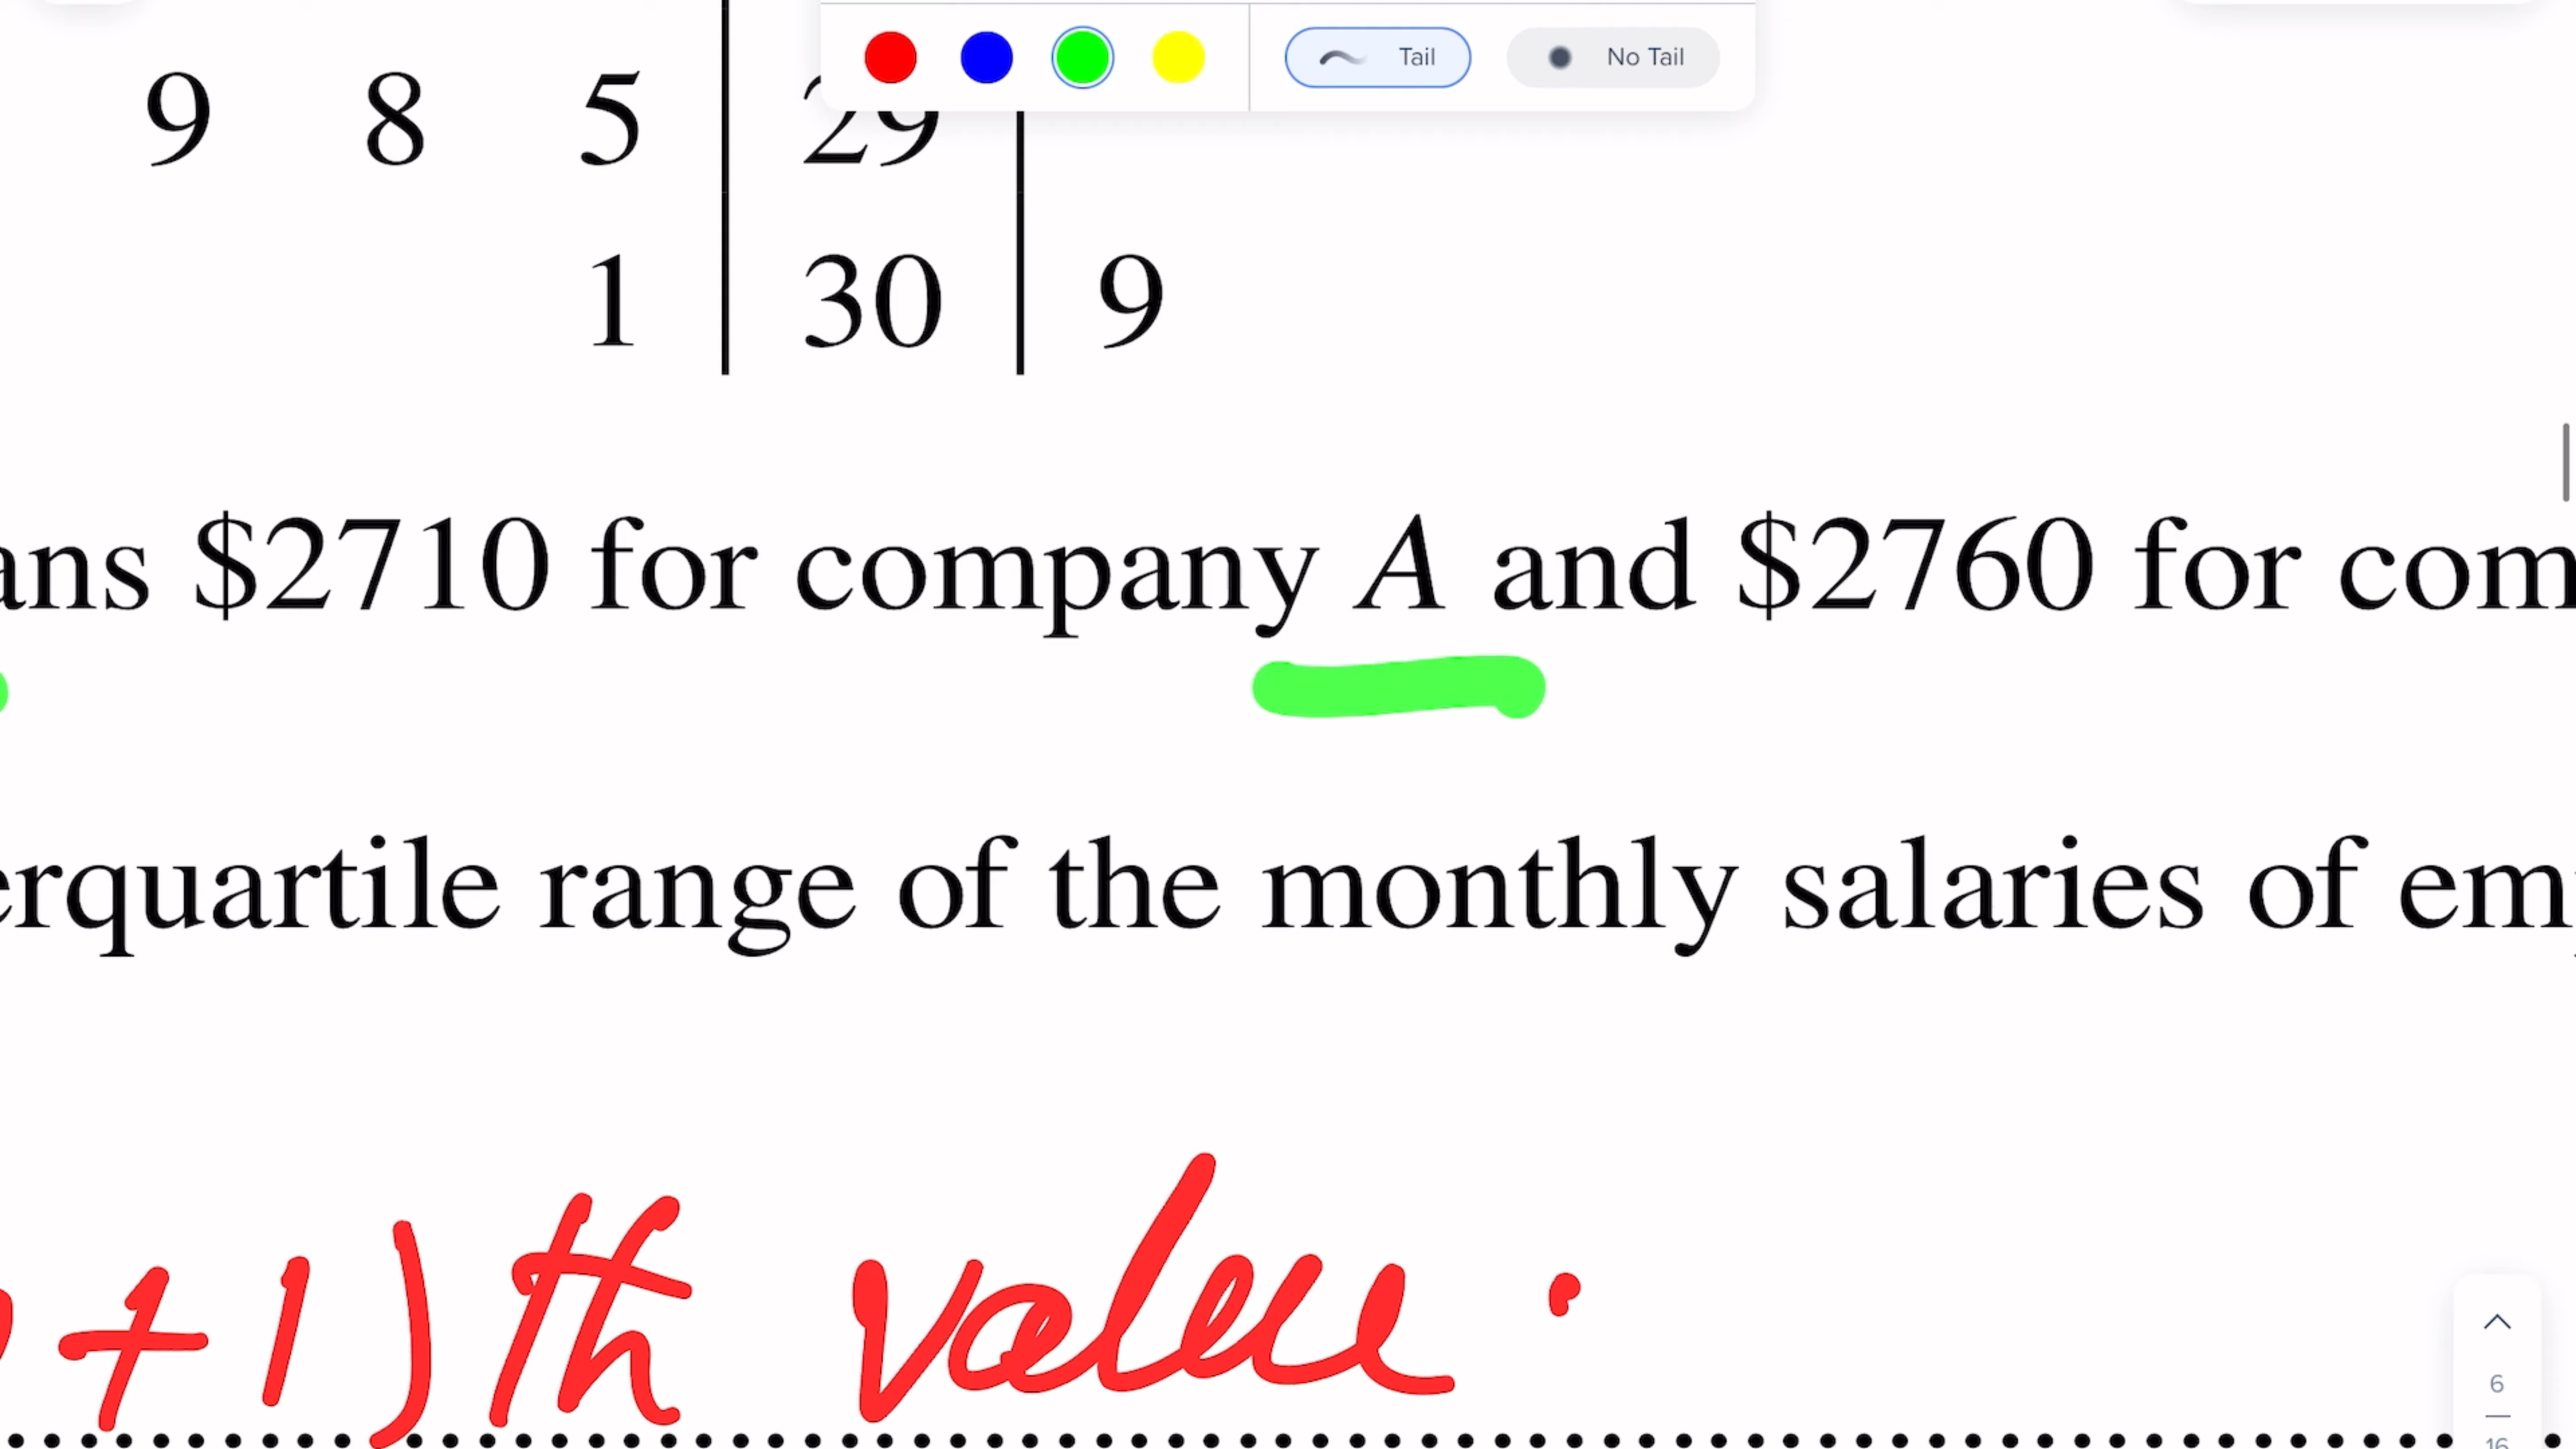 Tail No Tail
9 8 5 29
1 30 9
ans $2710 for company A and $2760 for com
erquartile range of the monthly salaries of em
+ 1) th value .
6
16